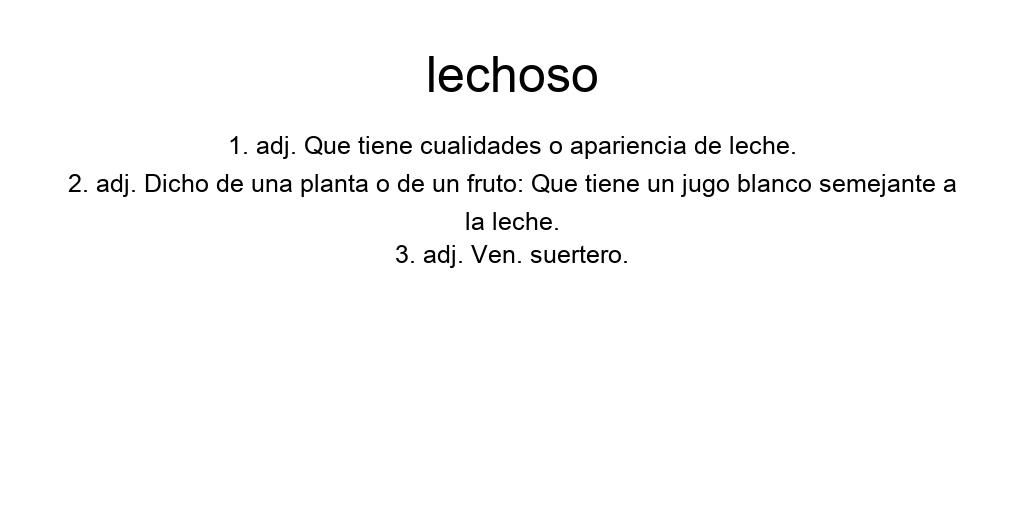 lechoso
1. adj. Que tiene cualidades o apariencia de leche.
2. adj. Dicho de una planta o de un fruto: Que tiene un jugo blanco semejante a
la leche.
3. adj. Ven. suertero.